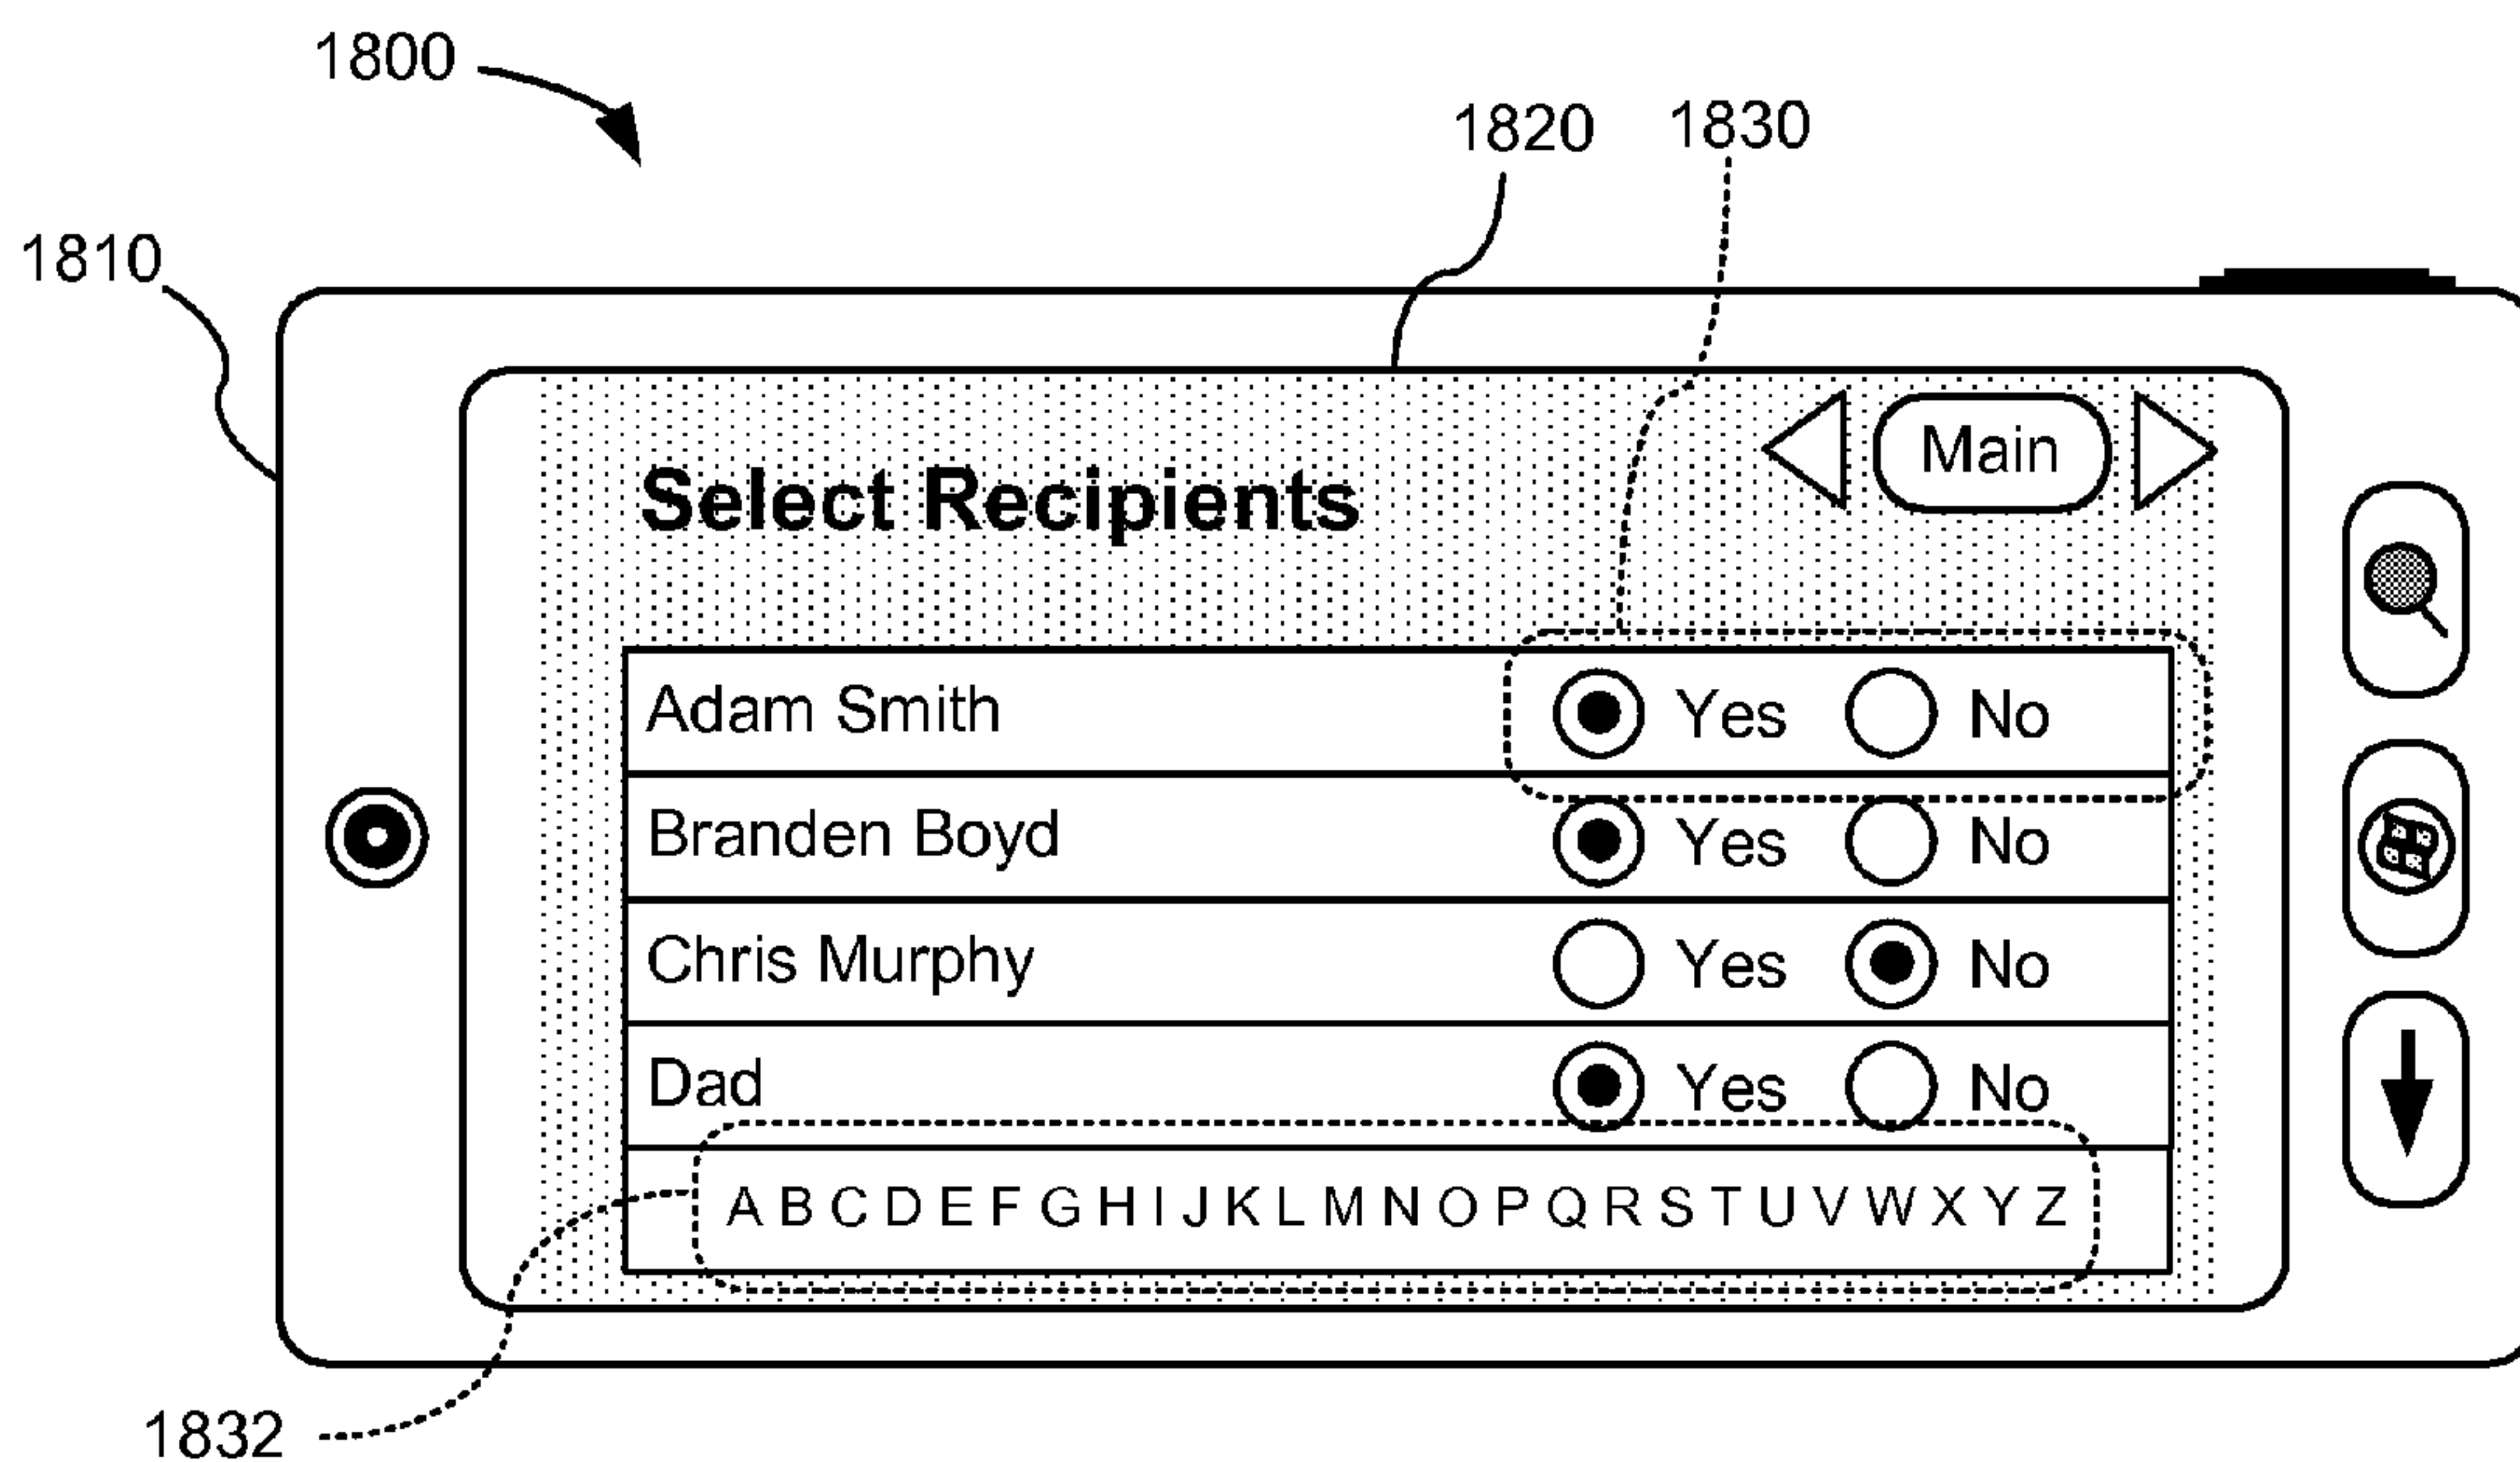 1800
1820 1830
1810
Main
Select Recipients
Adam Smith Yes No
Branden Boyd Yes No
Chris Murphy Yes No
Dad Yes No
A B C D E F G H I J K L M N O P Q R S T U V W X Y Z
1832